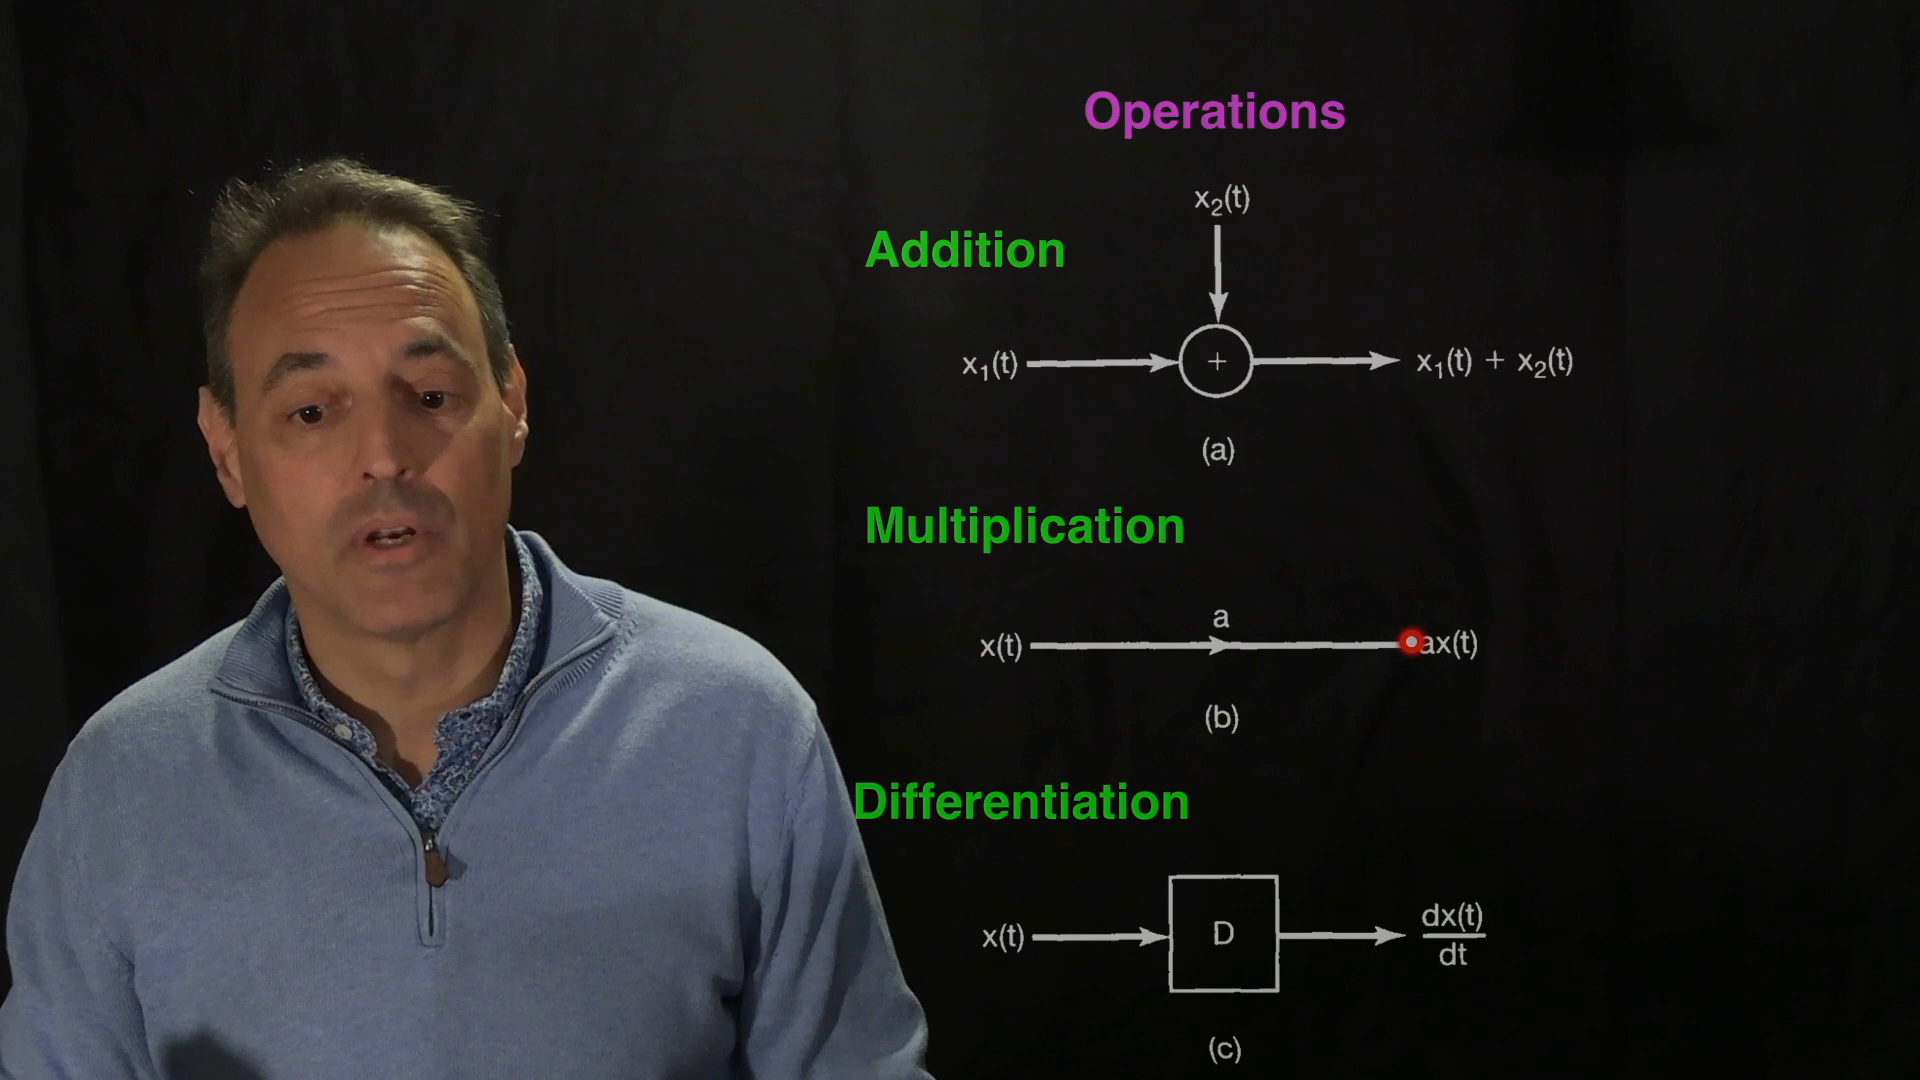 Operations
x₂(t)
Addition
x₁(t)
+
x₁(t) + x₂(t)
(a)
Multiplication
a
x(t)
ax(t)
(b)
Differentiation
x(t)
D
dx(t)
dt
(c)